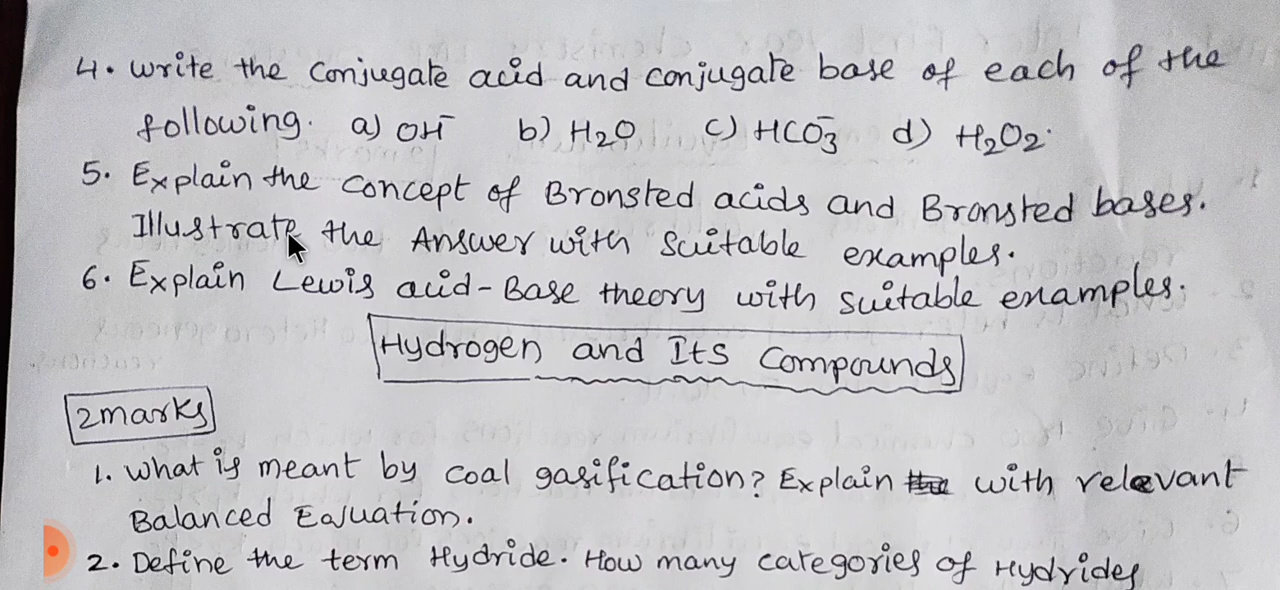 4. Write the conjugate acid and conjugate base of each of the
following. a) OH⁻ b) H₂O c) HCO₃⁻ d) H₂O₂.
5. Explain the concept of Bronsted acids and Bronsted bases.
Illustrate the Answer with suitable examples.
6. Explain Lewis acid-Base theory with suitable examples.
Hydrogen and Its Compounds
2marks
1. What is meant by coal gasification? Explain with relevant
Balanced Equation.
2. Define the term Hydride. How many categories of Hydrides